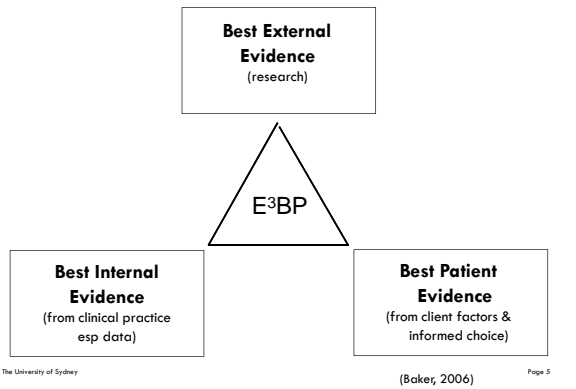 Best External
Evidence
(research)
E³BP
Best Internal
Evidence
(from clinical practice
esp data)
Best Patient
Evidence
(from client factors &
informed choice)
The University of Sydney
(Baker, 2006)
Page 5